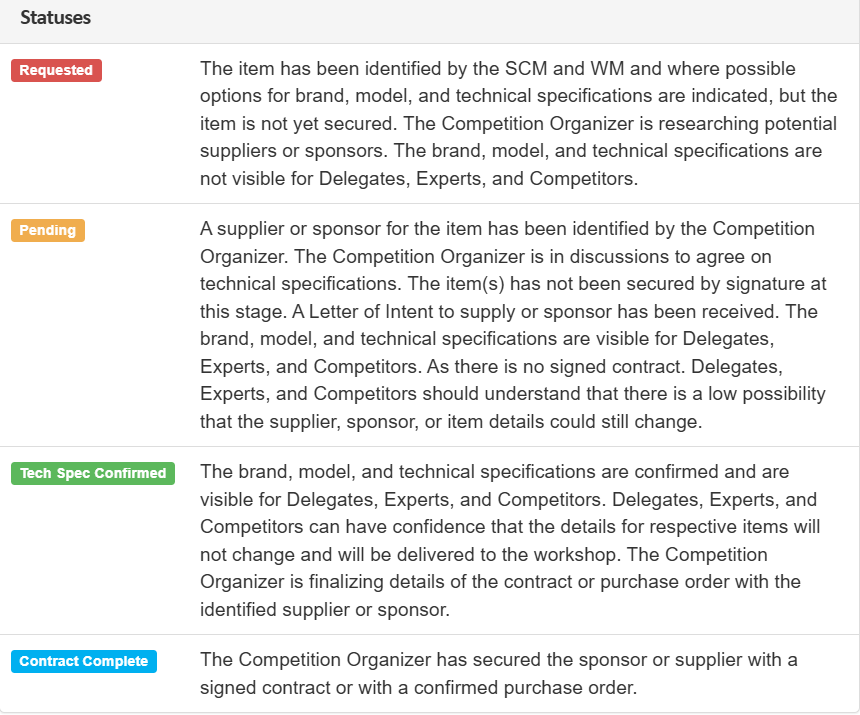 Statuses
Requested
The item has been identified by the SCM and WM and where possible
options for brand, model, and technical specifications are indicated, but the
item is not yet secured. The Competition Organizer is researching potential
suppliers or sponsors. The brand, model, and technical specifications are
not visible for Delegates, Experts, and Competitors.
Pending
A supplier or sponsor for the item has been identified by the Competition
Organizer. The Competition Organizer is in discussions to agree on
technical specifications. The item(s) has not been secured by signature at
this stage. A Letter of Intent to supply or sponsor has been received. The
brand, model, and technical specifications are visible for Delegates,
Experts, and Competitors. As there is no signed contract. Delegates,
Experts, and Competitors should understand that there is a low possibility
that the supplier, sponsor, or item details could still change.
Tech Spec Confirmed
The brand, model, and technical specifications are confirmed and are
visible for Delegates, Experts, and Competitors. Delegates, Experts, and
Competitors can have confidence that the details for respective items will
not change and will be delivered to the workshop. The Competition
Organizer is finalizing details of the contract or purchase order with the
identified supplier or sponsor.
Contract Complete
The Competition Organizer has secured the sponsor or supplier with a
signed contract or with a confirmed purchase order.